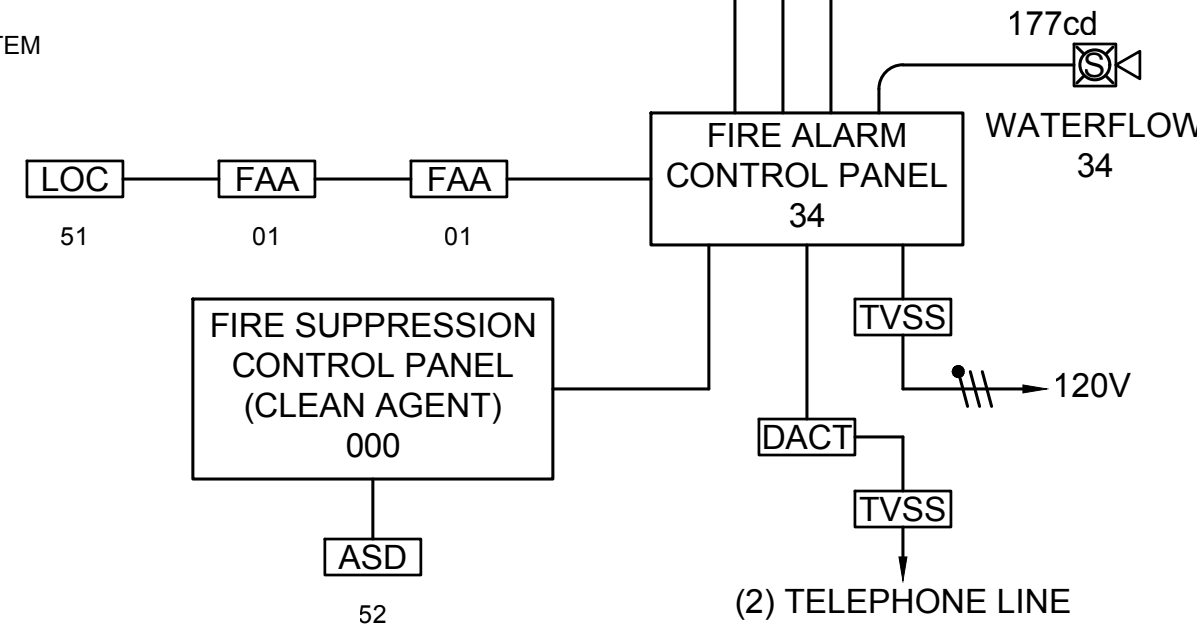 177cd
TEM
S
FIRE ALARM
CONTROL PANEL
34
WATERFLOW
34
LOC
FAA
FAA
51
01
01
TVSS
FIRE SUPPRESSION
CONTROL PANEL
(CLEAN AGENT)
000
120V
DACT
TVSS
ASD
52
(2) TELEPHONE LINE